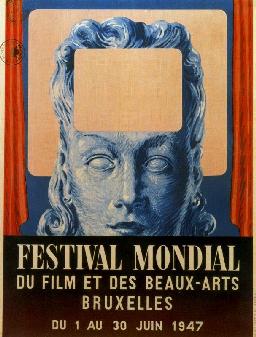 FESTIVAL MONDIAL
DU FILM ET DES BEAUX-ARTS
BRUXELLES
DU 1 AU 30 JUIN 1947